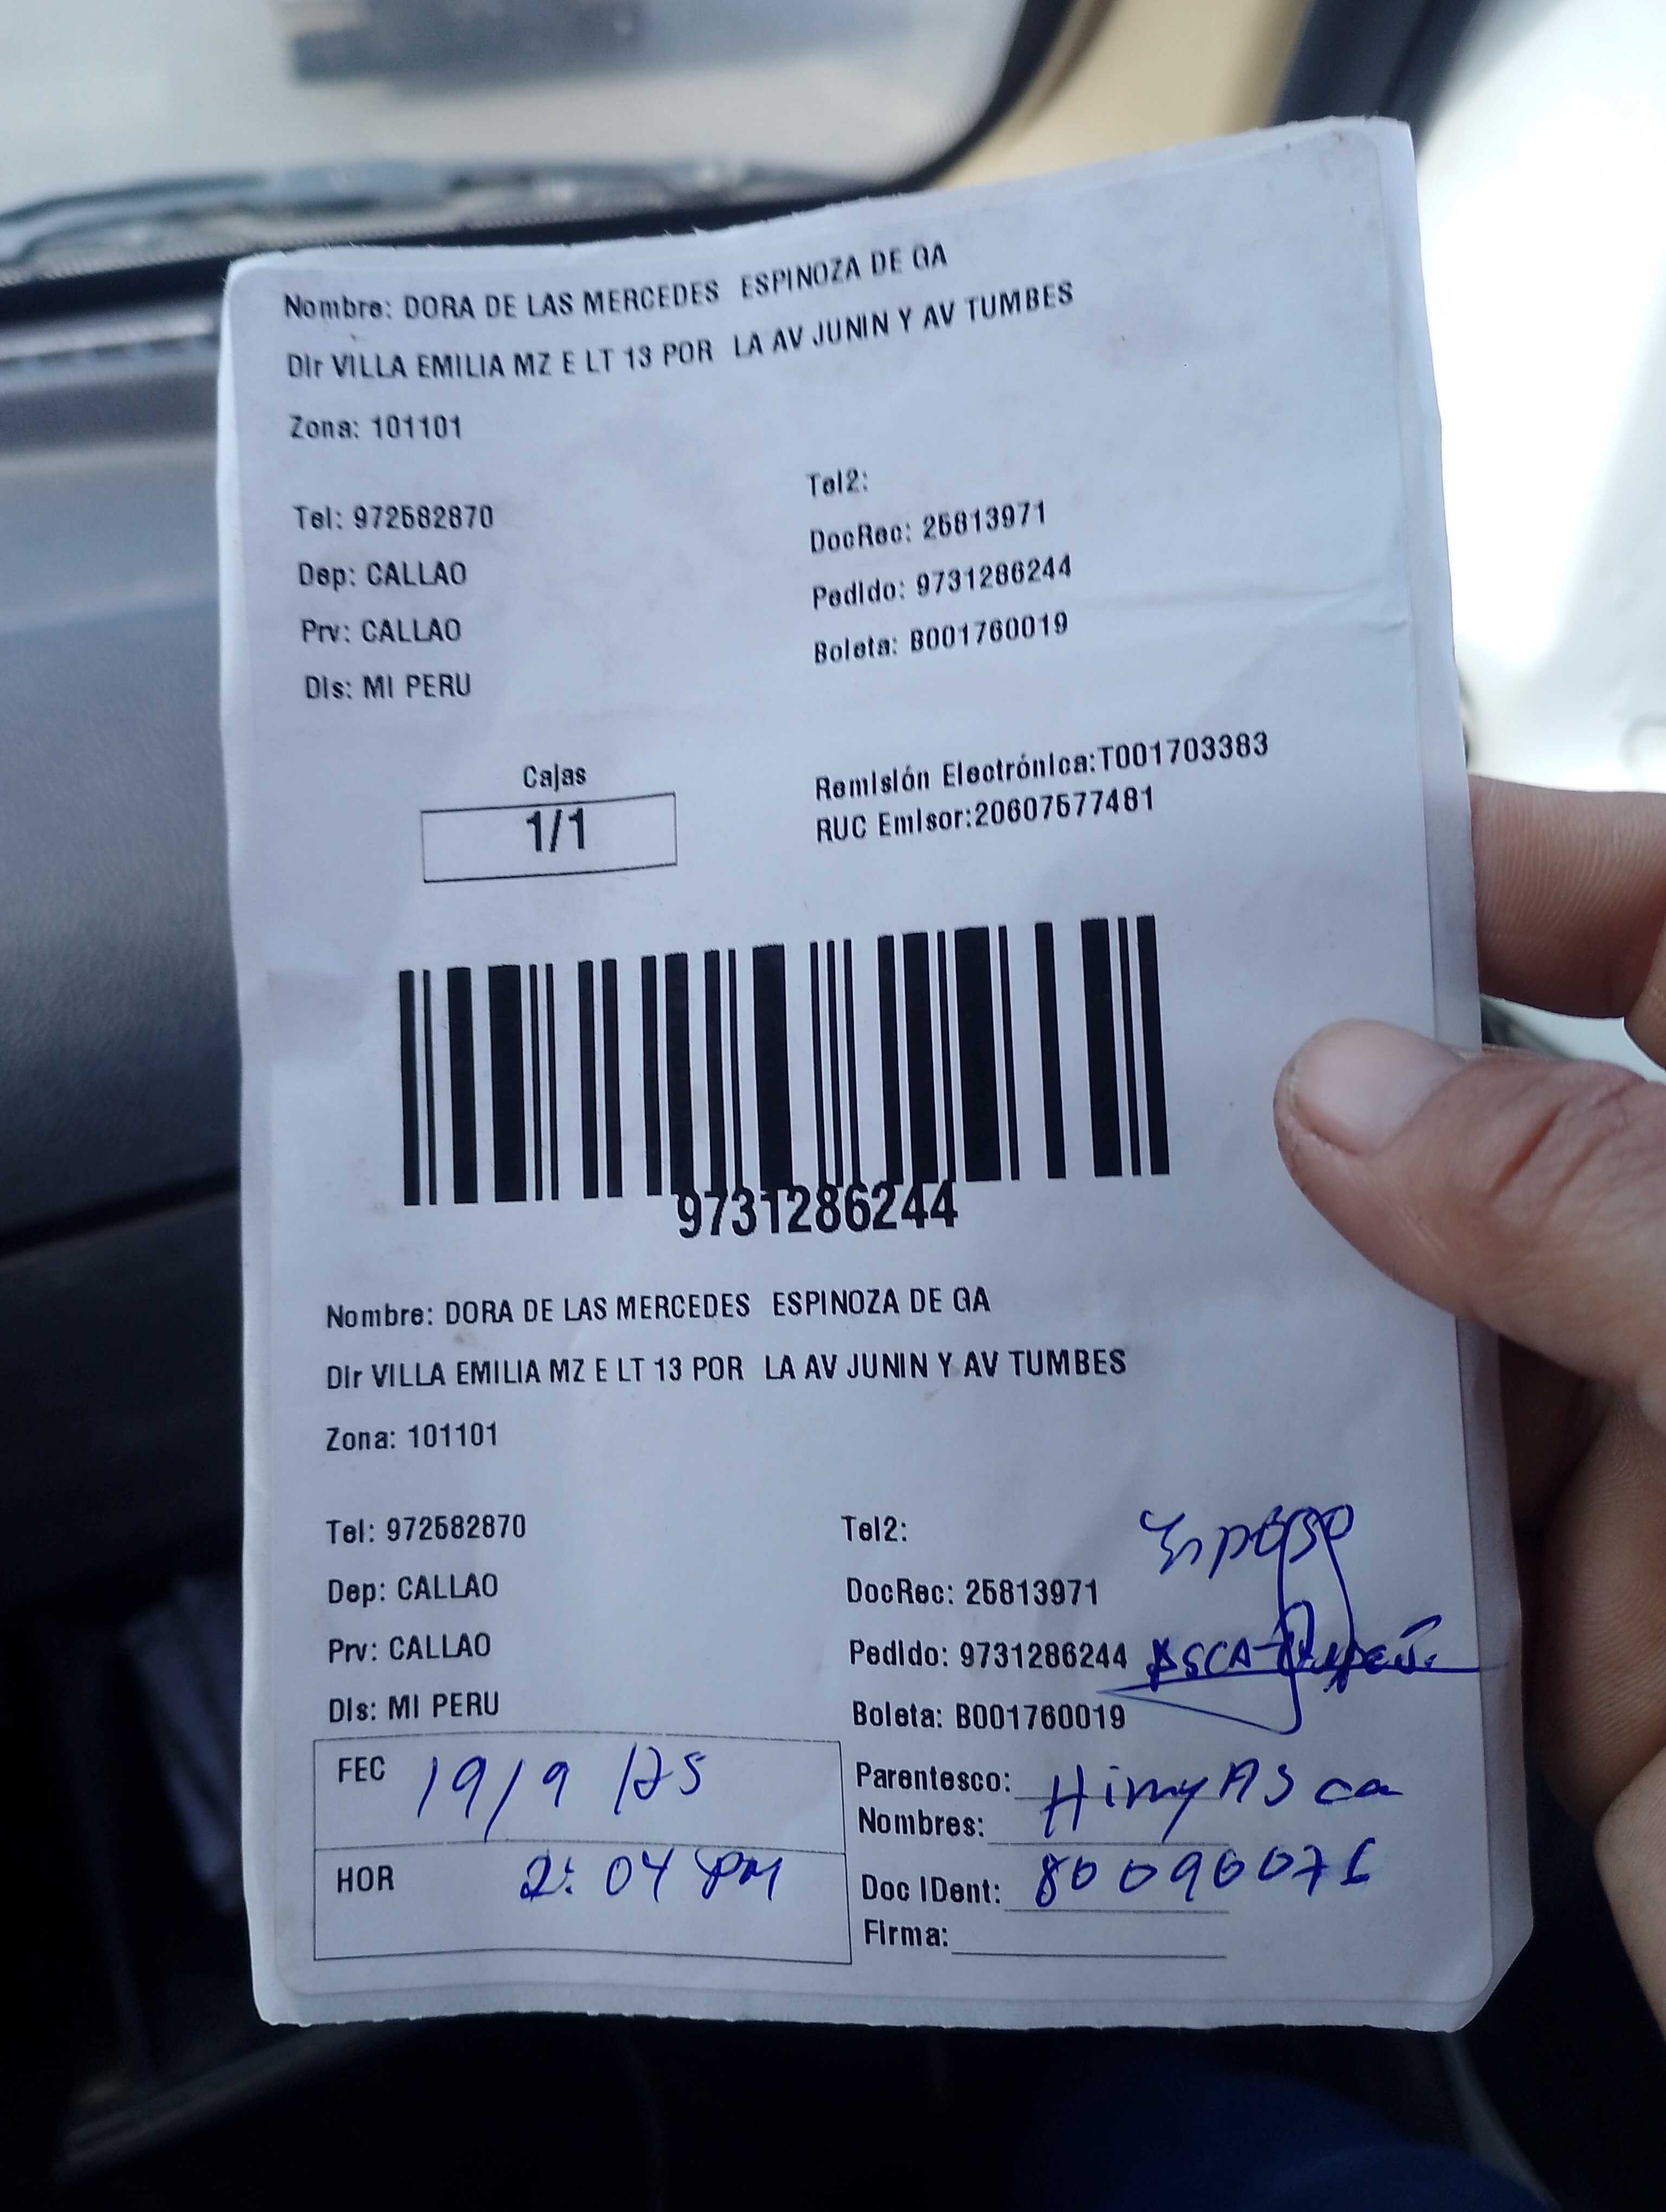 Nombre: DORA DE LAS MERCEDES ESPINOZA DE GA
Dir VILLA EMILIA MZ E LT 13 POR LA AV JUNIN Y AV TUMBES
Zona: 101101
Tel: 972582870
Tel2:
Dep: CALLAO
DocRec: 25813971
Prv: CALLAO
Pedido: 9731286244
Dis: MI PERU
Boleta: B001760019
Cajas
1/1
Remisión Electrónica:T001703383
RUC Emisor:20607577481
9731286244
Nombre: DORA DE LAS MERCEDES ESPINOZA DE GA
Dir VILLA EMILIA MZ E LT 13 POR LA AV JUNIN Y AV TUMBES
Zona: 101101
Tel: 972582870
Tel2:
Esposo
Dep: CALLAO
DocRec: 25813971
Prv: CALLAO
Pedido: 9731286244 ASCA
Dis: MI PERU
Boleta: B001760019
FEC 19/9/25
Parentesco:
Nombres: Himy Asca
HOR 2:04 PM
Doc IDent: 80090071
Firma: